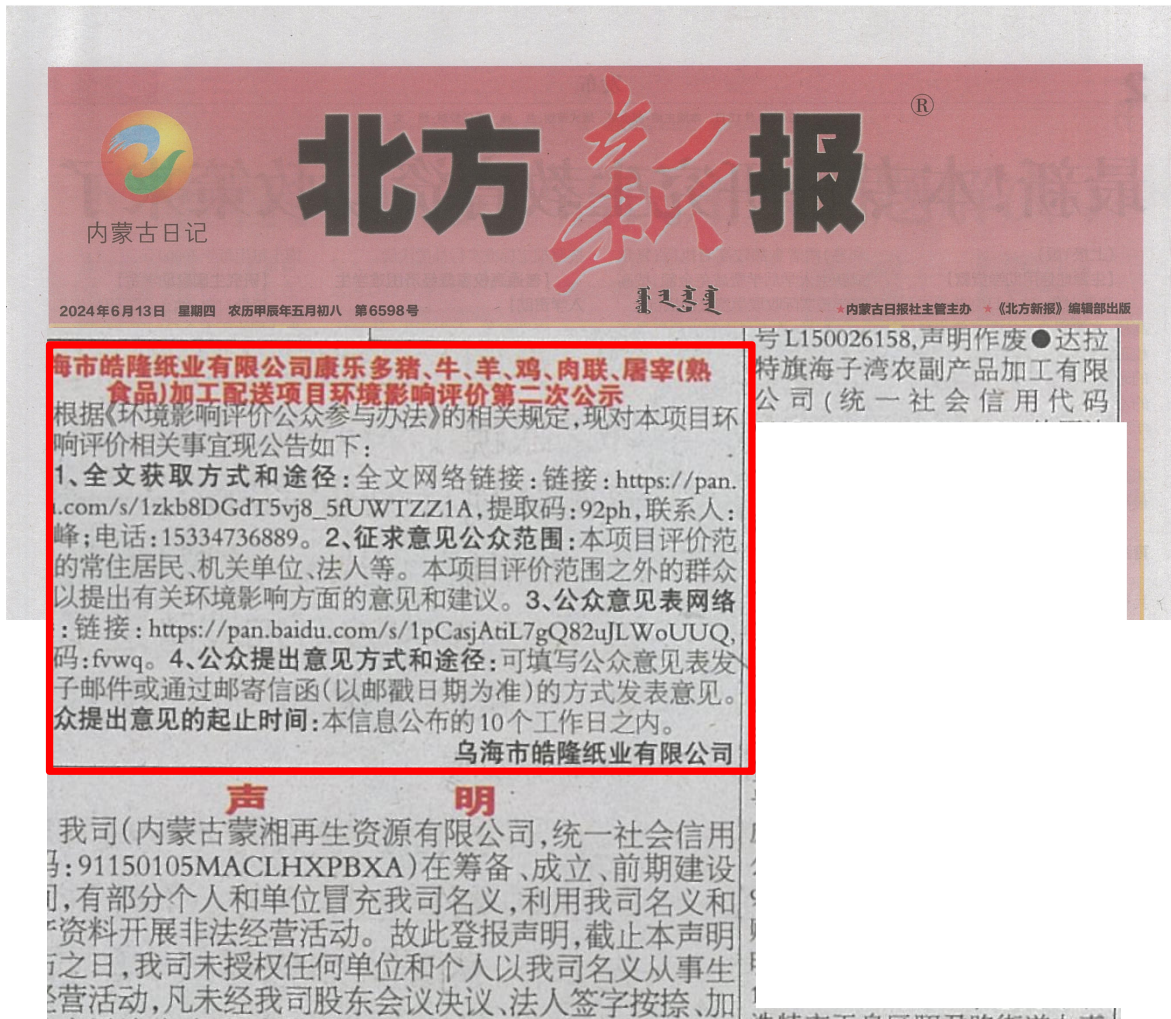 北方新报
®
内蒙古日记
2024年6月13日 星期四 农历甲辰年五月初八 第6598号
★内蒙古日报社主管主办 ★《北方新报》编辑部出版
海市皓隆纸业有限公司康乐多猪、牛、羊、鸡、肉联、屠宰(熟
食品)加工配送项目环境影响评价第二次公示
根据《环境影响评价公众参与办法》的相关规定,现对本项目环
响评价相关事宜现公告如下:
1、全文获取方式和途径:全文网络链接:链接:https://pan.
.com/s/1zkb8DGdT5vj8_5fUWTZZ1A,提取码:92ph,联系人:
峰;电话:15334736889。2、征求意见公众范围:本项目评价范
的常住居民、机关单位、法人等。本项目评价范围之外的群众
以提出有关环境影响方面的意见和建议。3、公众意见表网络
:链接:https://pan.baidu.com/s/1pCasjAtiL7gQ82uJLWoUUQ,
码:fvwq。4、公众提出意见方式和途径:可填写公众意见表发
子邮件或通过邮寄信函(以邮戳日期为准)的方式发表意见。
众提出意见的起止时间:本信息公布的10个工作日之内。
乌海市皓隆纸业有限公司
声 明
我司(内蒙古蒙湘再生资源有限公司,统一社会信用
码:91150105MACLHXPBXA)在筹备、成立、前期建设
,有部分个人和单位冒充我司名义,利用我司名义和
资料开展非法经营活动。故此登报声明,截止本声明
之日,我司未授权任何单位和个人以我司名义从事生
营活动,凡未经我司股东会议决议、法人签字按捺、加
号L150026158,声明作废●达拉
特旗海子湾农副产品加工有限
公司(统一社会信用代码